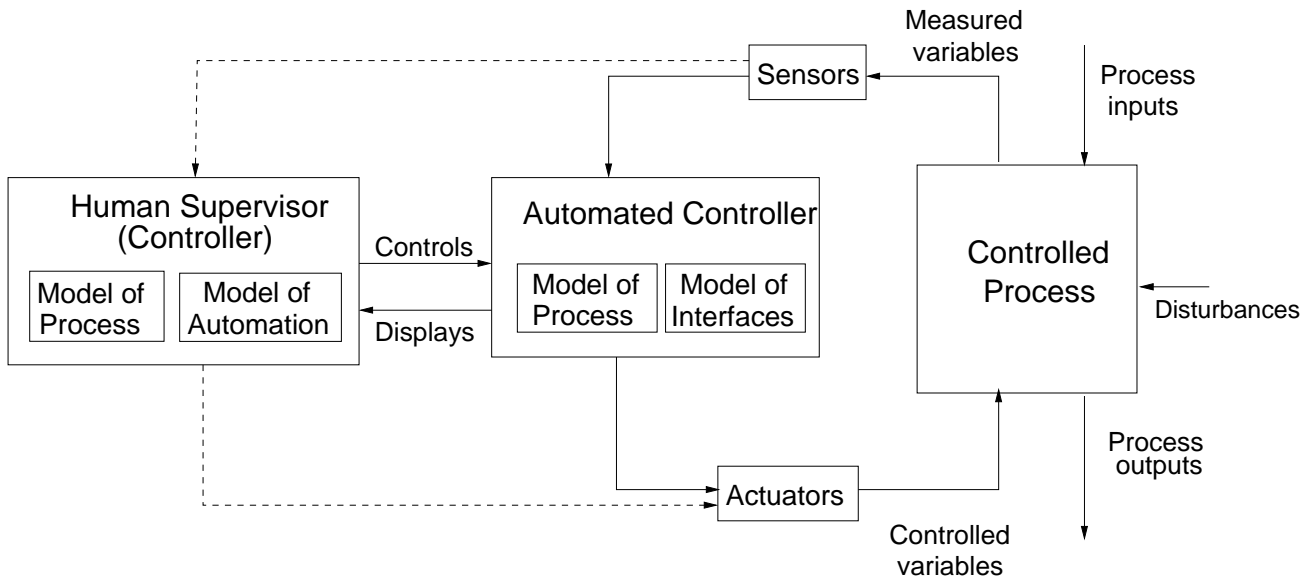 Measured
variables
Sensors
Process
inputs
Human Supervisor
(Controller)
Model of
Process
Model of
Automation
Controls
Displays
Automated Controller
Model of
Process
Model of
Interfaces
Controlled
Process
Disturbances
Actuators
Process
outputs
Controlled
variables